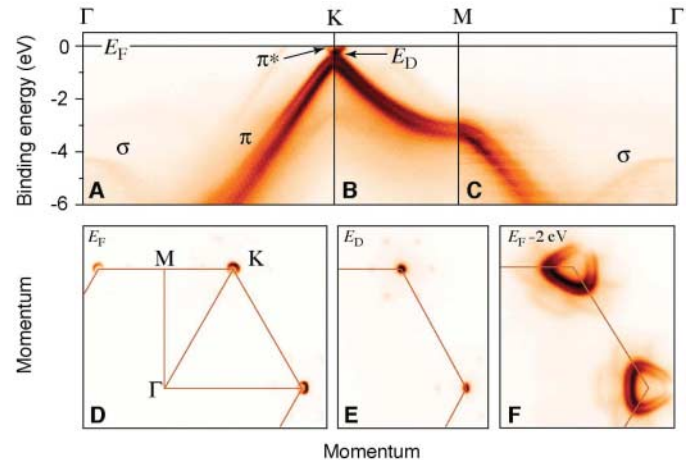 Γ K M Γ
0 E_F π* E_D
-2
π
-4 σ σ
-6 A B C
Binding energy (eV)
E_F M K Γ D
E_D E
E_F -2 eV F
Momentum
Momentum